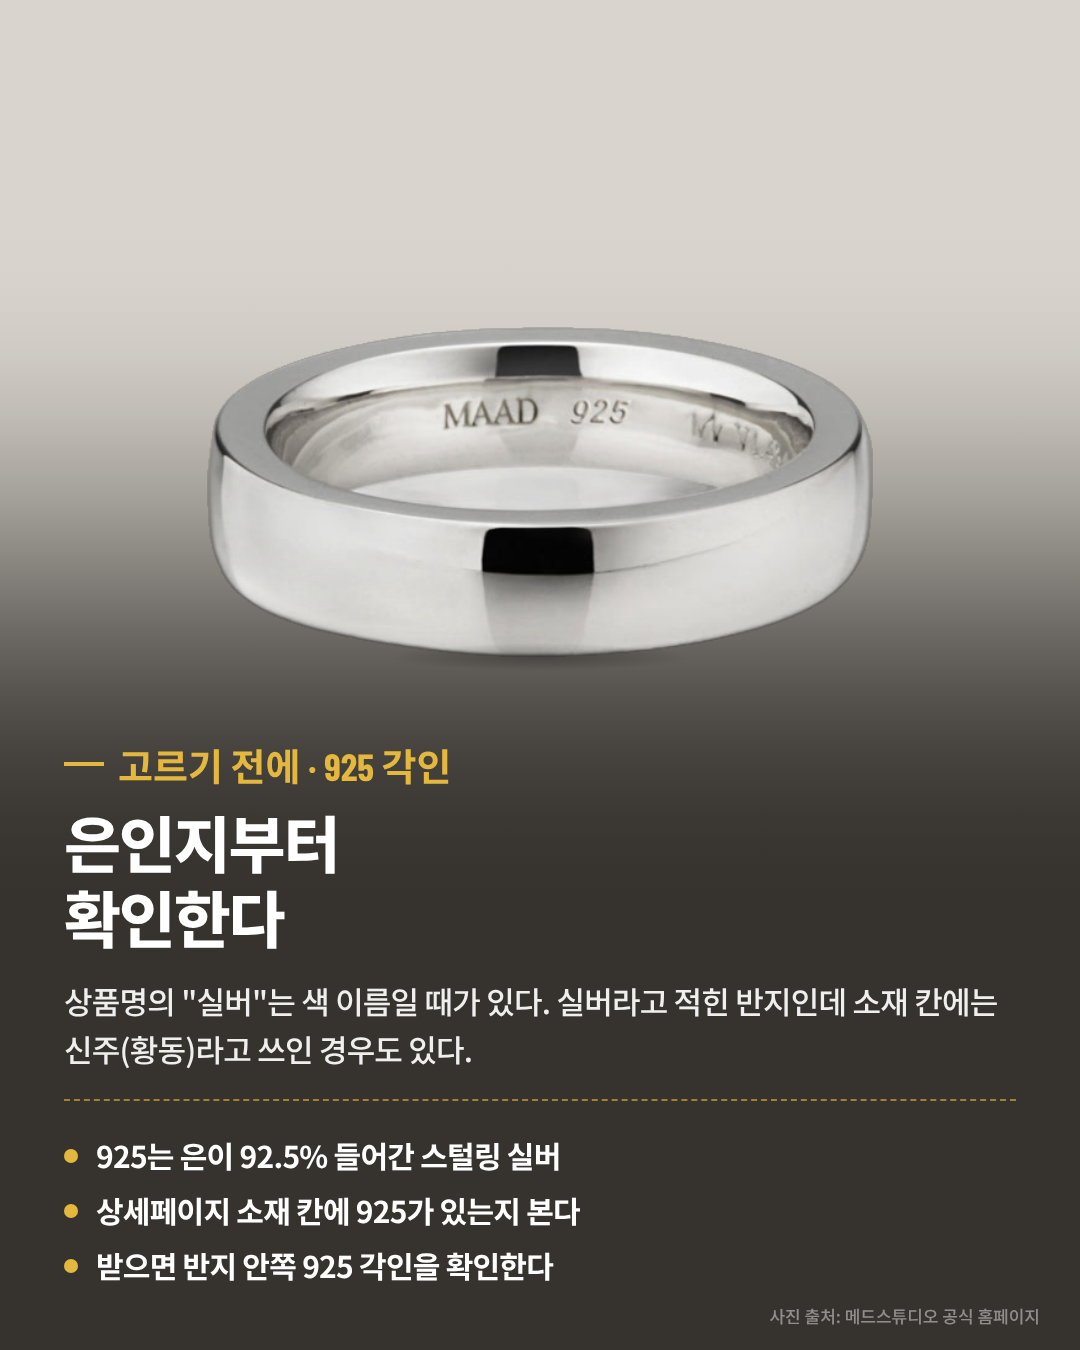 MAAD 925
고르기 전에 · 925 각인
은인지부터
확인한다
상품명의 "실버"는 색 이름일 때가 있다. 실버라고 적힌 반지인데 소재 칸에는
신주(황동)라고 쓰인 경우도 있다.
925는 은이 92.5% 들어간 스털링 실버
상세페이지 소재 칸에 925가 있는지 본다
받으면 반지 안쪽 925 각인을 확인한다
사진 출처: 메드스튜디오 공식 홈페이지